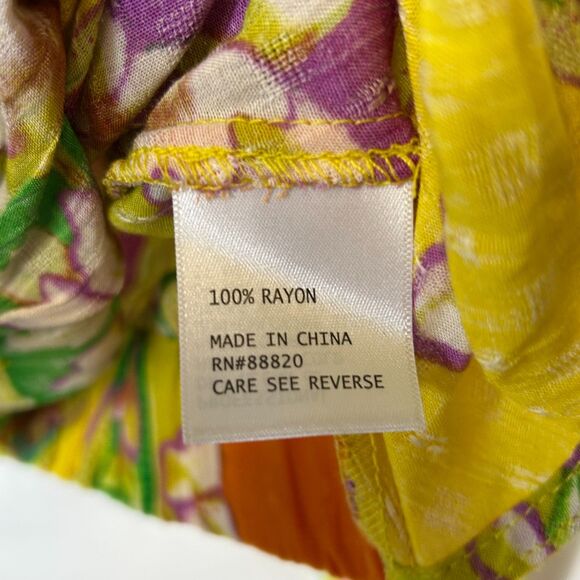 100% RAYON
MADE IN CHINA
RN#88820
CARE SEE REVERSE